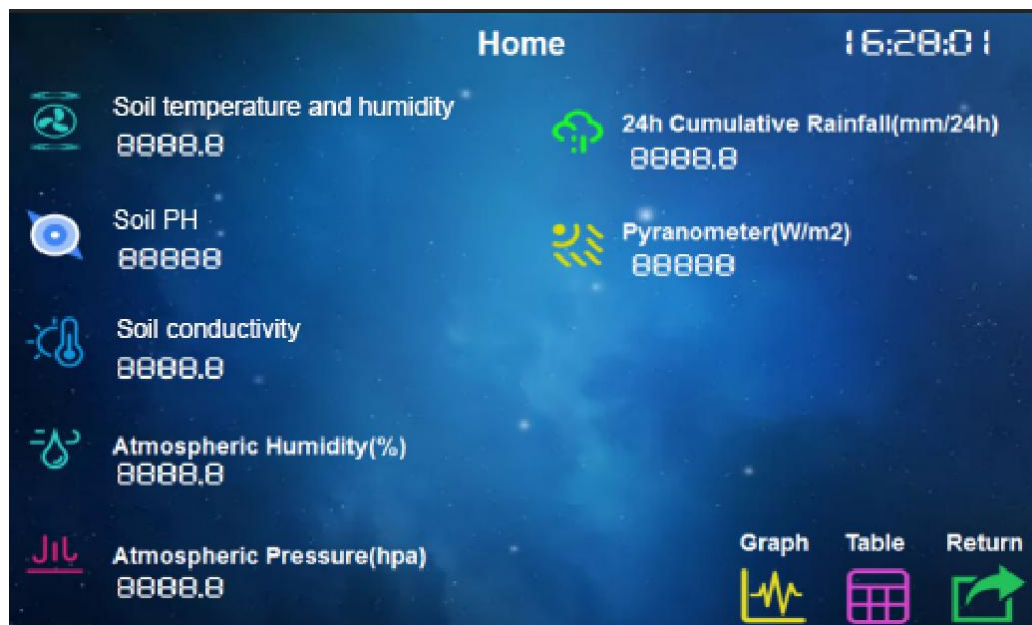 Home
16:28:01
Soil temperature and humidity
8888.8
24h Cumulative Rainfall(mm/24h)
8888.8
Soil PH
88888
Pyranometer(W/m2)
88888
Soil conductivity
8888.8
Atmospheric Humidity(%)
8888.8
Atmospheric Pressure(hpa)
8888.8
Graph
Table
Return